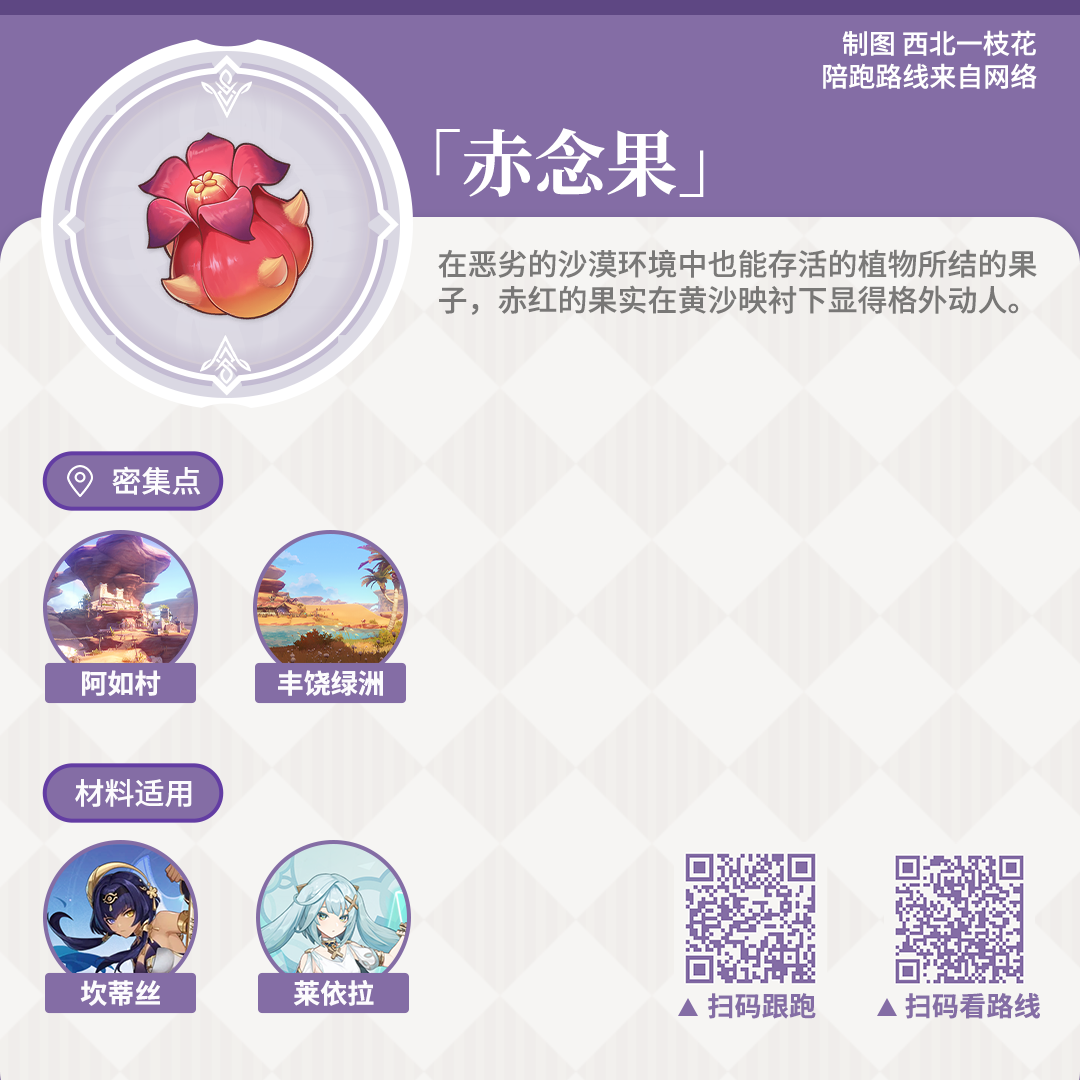 制图 西北一枝花
陪跑路线来自网络
「赤念果」
在恶劣的沙漠环境中也能存活的植物所结的果
子，赤红的果实在黄沙映衬下显得格外动人。
密集点
阿如村
丰饶绿洲
材料适用
坎蒂丝
莱依拉
▲ 扫码跟跑
▲ 扫码看路线